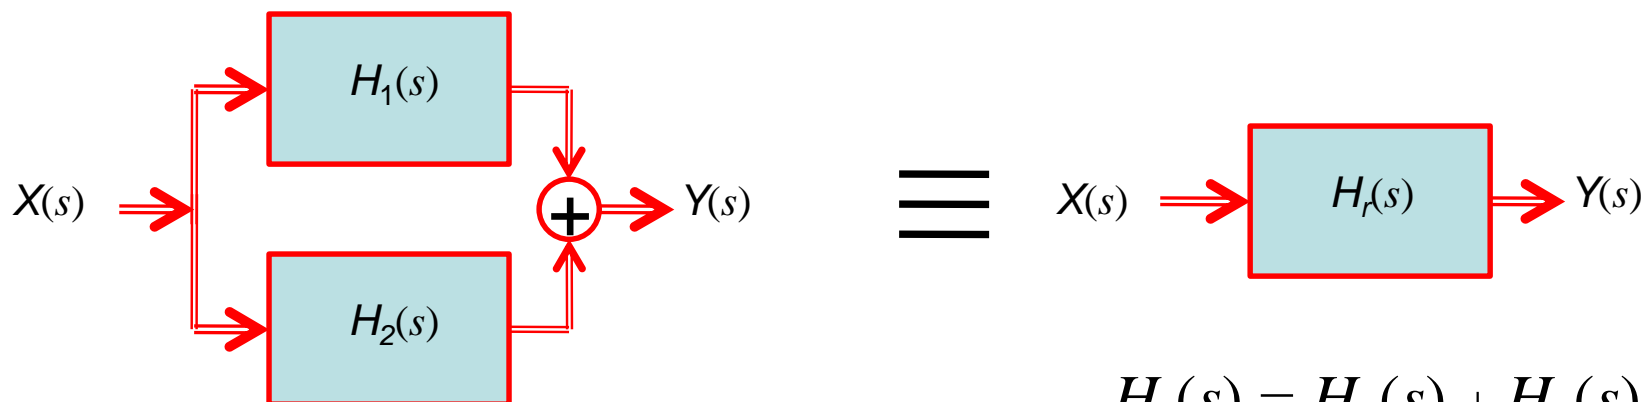 H₁(s)
X(s)
+
Y(s)
H₂(s)
≡
X(s)
Hᵣ(s)
Y(s)
H (s) = H (s) + H (s)